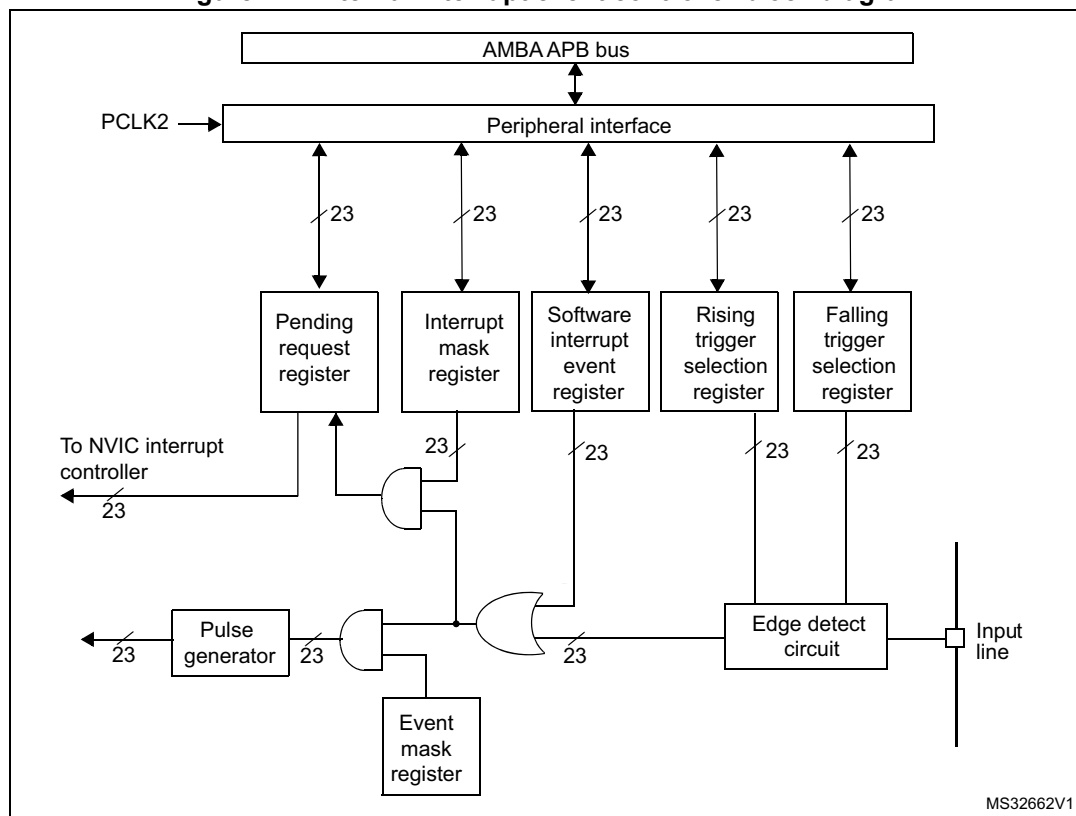 AMBA APB bus
PCLK2
Peripheral interface
23
23
23
23
23
Pending
request
register
Interrupt
mask
register
Software
interrupt
event
register
Rising
trigger
selection
register
Falling
trigger
selection
register
To NVIC interrupt
controller
23
23
23
23
23
Pulse
generator
23
23
23
Edge detect
circuit
Input
line
Event
mask
register
MS32662V1